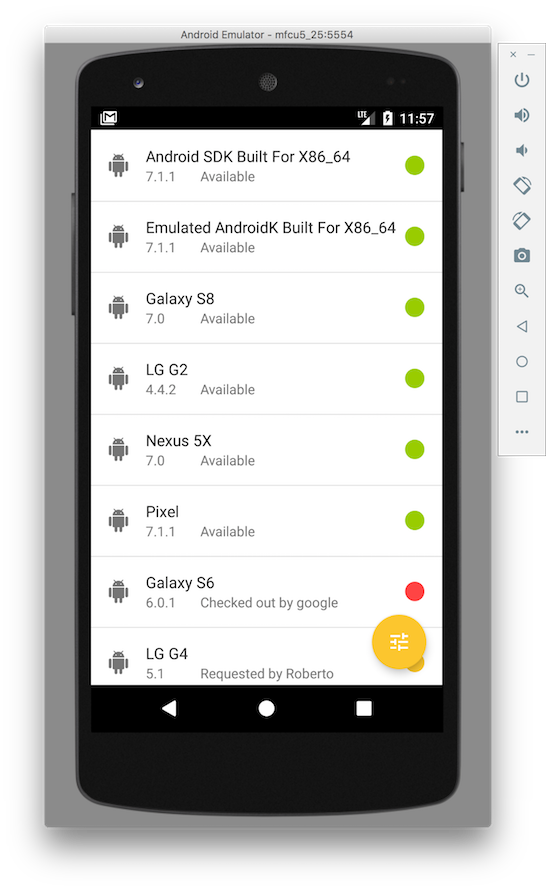 Android Emulator - mfcu5_25:5554
LTE 11:57
Android SDK Built For X86_64
7.1.1 Available
Emulated AndroidK Built For X86_64
7.1.1 Available
Galaxy S8
7.0 Available
LG G2
4.4.2 Available
Nexus 5X
7.0 Available
Pixel
7.1.1 Available
Galaxy S6
6.0.1 Checked out by google
LG G4
5.1 Requested by Roberto